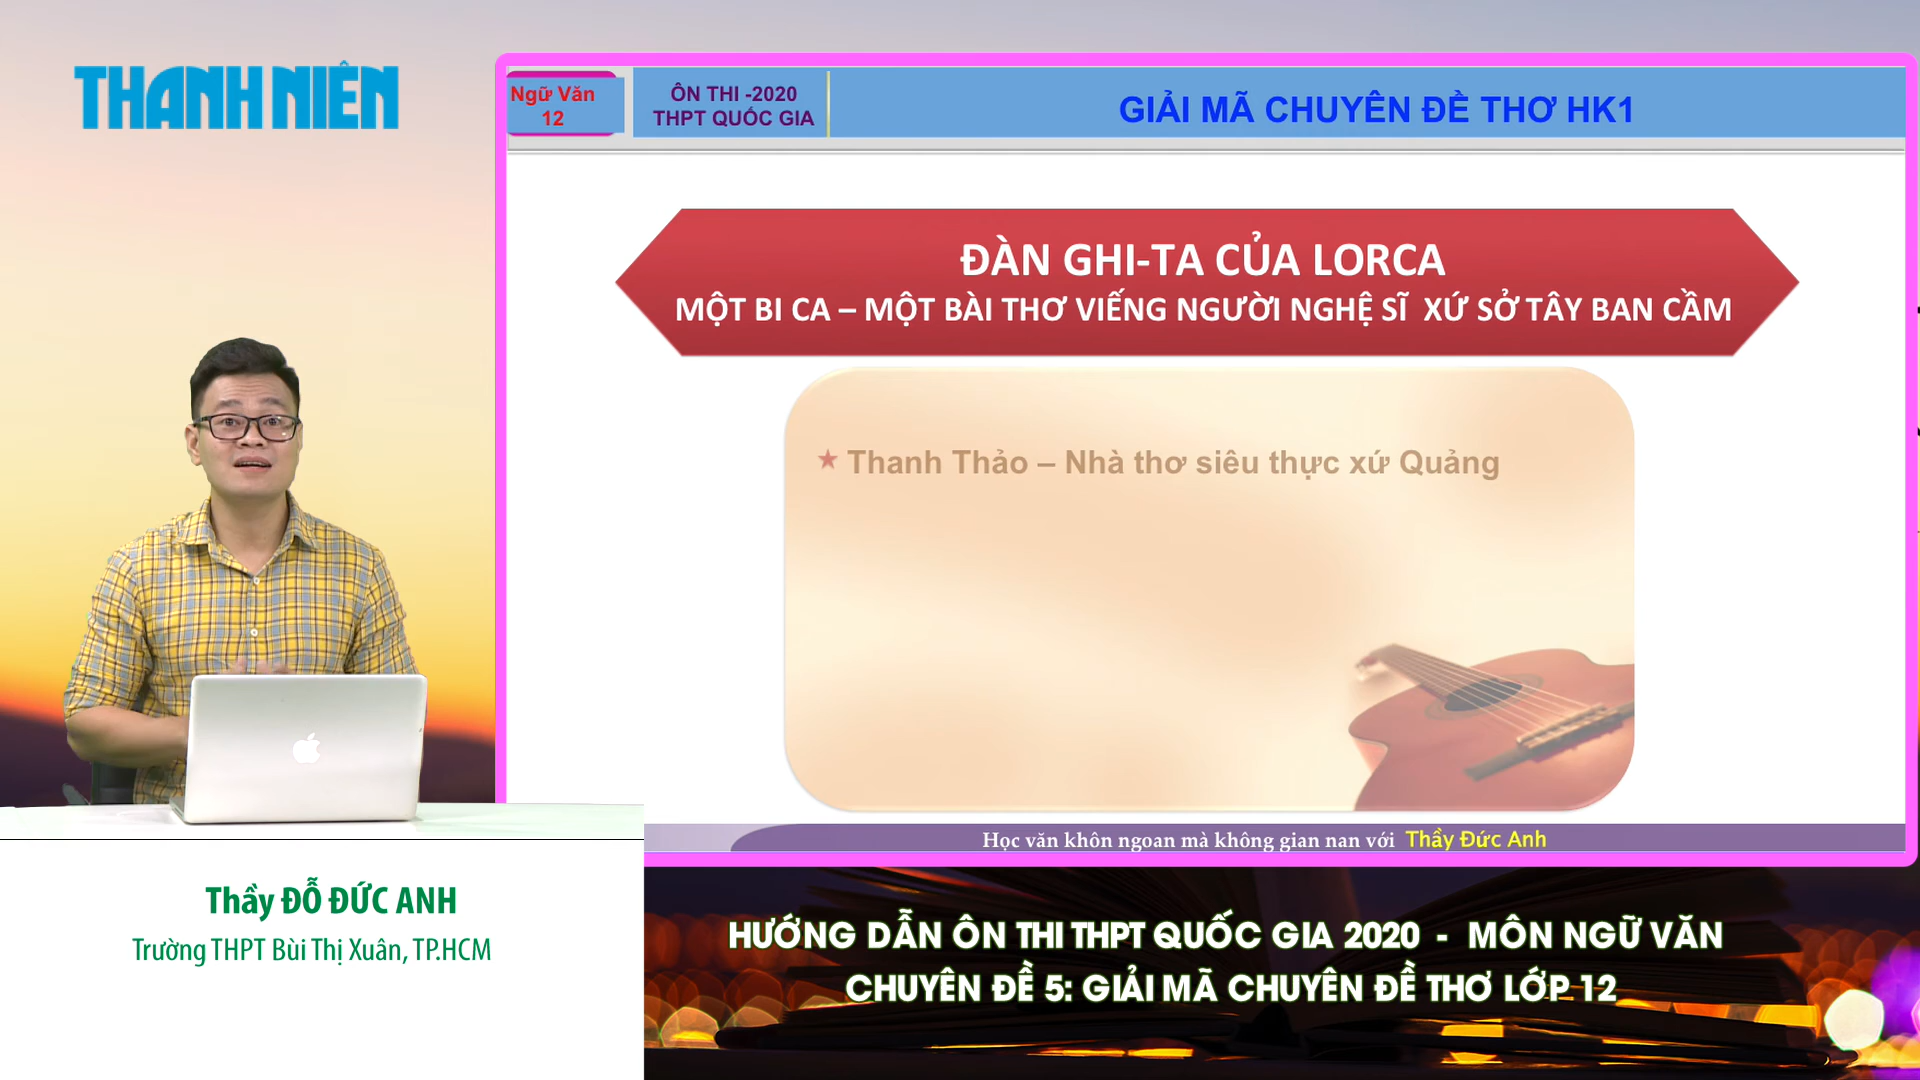 THANH NIÊN
Ngữ Văn
12
ÔN THI -2020
THPT QUỐC GIA
GIẢI MÃ CHUYÊN ĐỀ THƠ HK1
ĐÀN GHI-TA CỦA LORCA
MỘT BI CA – MỘT BÀI THƠ VIẾNG NGƯỜI NGHỆ SĨ XỨ SỞ TÂY BAN CẦM
★ Thanh Thảo – Nhà thơ siêu thực xứ Quảng
Học văn khôn ngoan mà không gian nan với Thầy Đức Anh
Thầy ĐỖ ĐỨC ANH
Trường THPT Bùi Thị Xuân, TP.HCM
HƯỚNG DẪN ÔN THI THPT QUỐC GIA 2020 - MÔN NGỮ VĂN
CHUYÊN ĐỀ 5: GIẢI MÃ CHUYÊN ĐỀ THƠ LỚP 12